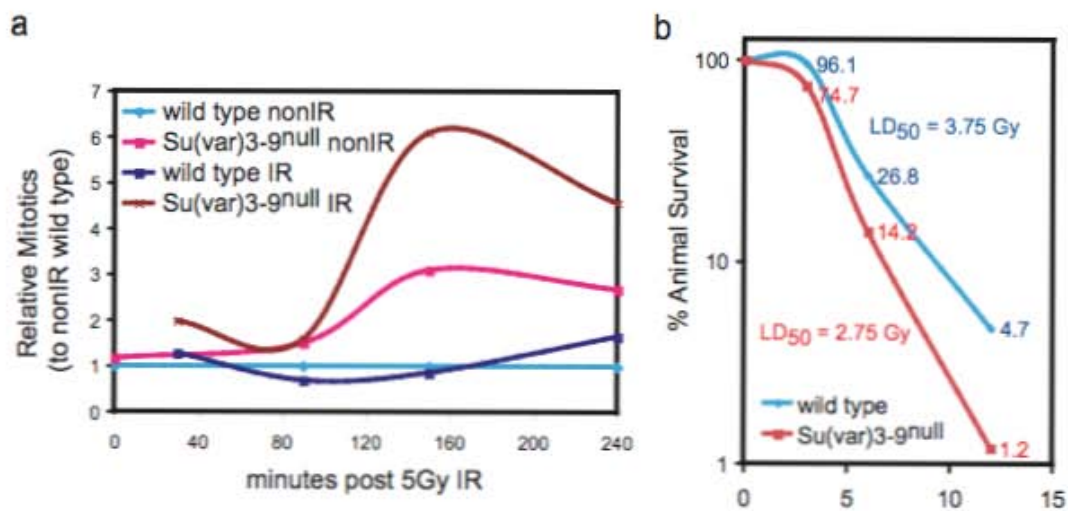 a
Relative Mitotics
(to nonIR wild type)
7
6
5
4
3
2
1
0
wild type nonIR
Su(var)3-9null nonIR
wild type IR
Su(var)3-9null IR
0 40 80 120 160 200 240
minutes post 5Gy IR
b
% Animal Survival
100
10
1
96.1
74.7
LD50 = 3.75 Gy
26.8
14.2
LD50 = 2.75 Gy
4.7
wild type
Su(var)3-9null
1.2
0 5 10 15